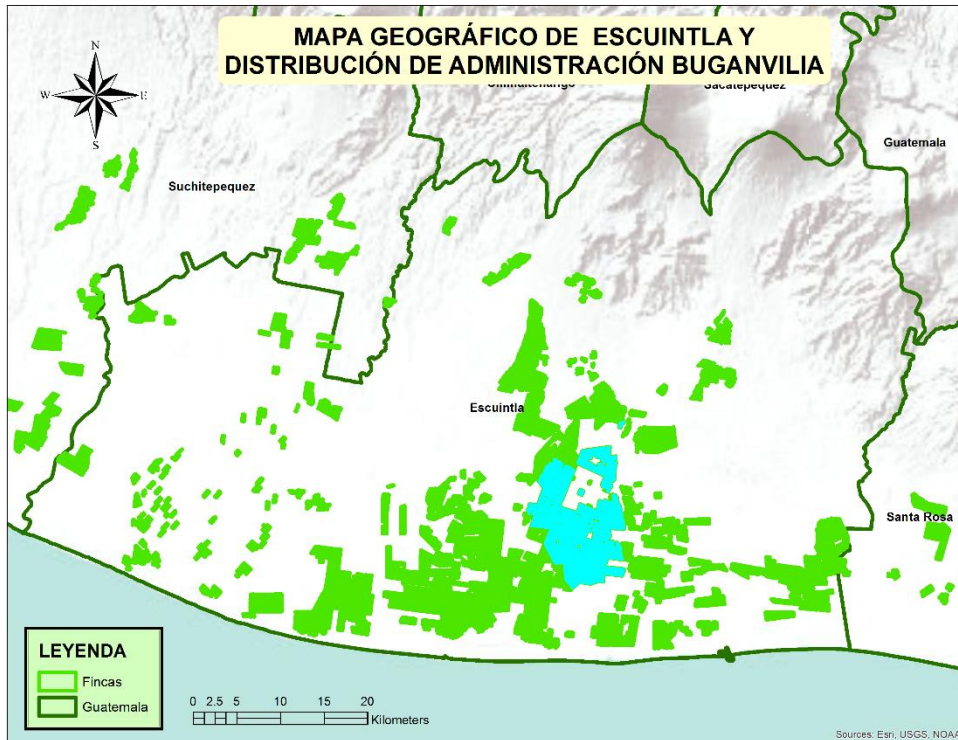 MAPA GEOGRÁFICO DE ESCUINTLA Y
DISTRIBUCIÓN DE ADMINISTRACIÓN BUGANVILIA
N
W
E
S
Chimaltenango
Sacatepequez
Guatemala
Suchitepequez
Escuintla
Santa Rosa
LEYENDA
Fincas
Guatemala
0 2.5 5 10 15 20
Kilometers
Sources: Esri, USGS, NOAA